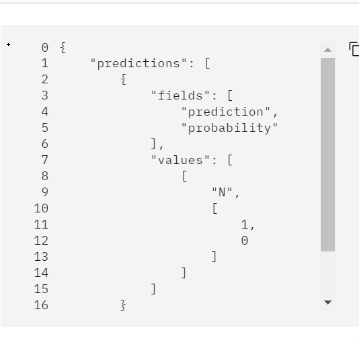 0 {
1     "predictions": [
2         {
3             "fields": [
4                 "prediction",
5                 "probability"
6             ],
7             "values": [
8                 [
9                     "N",
10                     [
11                         1,
12                         0
13                     ]
14                 ]
15             ]
16         }